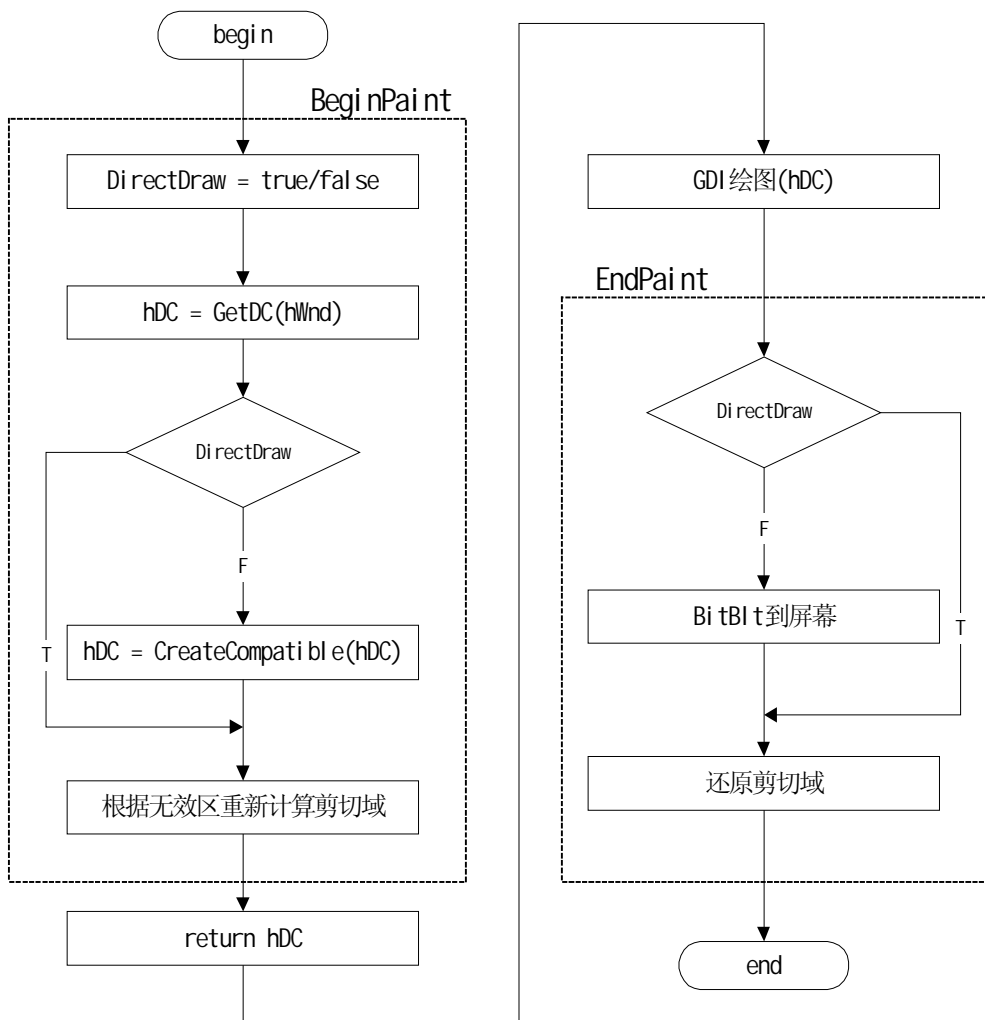 begin
BeginPaint
DirectDraw = true/false
hDC = GetDC(hWnd)
DirectDraw
F
T
hDC = CreateCompatible(hDC)
根据无效区重新计算剪切域
return hDC
GDI绘图(hDC)
EndPaint
DirectDraw
F
BitBlt到屏幕
T
还原剪切域
end